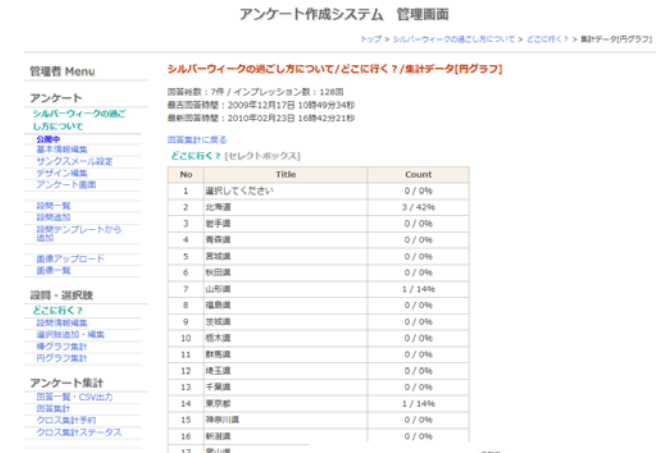 アンケート作成システム　管理画面
トップ > シルバーウィークの過ごし方について > どこに行く？ > 集計データ[円グラフ]
管理者 Menu
アンケート
シルバーウィークの過ご
し方について
公開中
基本情報編集
サンクスメール設定
デザイン編集
アンケート画面
設問一覧
設問追加
設問テンプレートから
追加
画像アップロード
画像一覧
設問・選択肢
どこに行く？
設問情報編集
選択肢追加・編集
棒グラフ集計
円グラフ集計
アンケート集計
回答一覧・CSV出力
回答集計
クロス集計予約
クロス集計ステータス
シルバーウィークの過ごし方について/どこに行く？/集計データ[円グラフ]
回答総数：7件 / インプレッション数：128回
最古回答時間：2009年12月17日 10時49分34秒
最新回答時間：2010年02月23日 16時42分21秒
回答集計に戻る
どこに行く？ [セレクトボックス]
No Title Count
1 選択してください 0 / 0%
2 北海道 3 / 42%
3 岩手県 0 / 0%
4 青森県 0 / 0%
5 宮城県 0 / 0%
6 秋田県 0 / 0%
7 山形県 1 / 14%
8 福島県 0 / 0%
9 茨城県 0 / 0%
10 栃木県 0 / 0%
11 群馬県 0 / 0%
12 埼玉県 0 / 0%
13 千葉県 0 / 0%
14 東京都 1 / 14%
15 神奈川県 0 / 0%
16 新潟県 0 / 0%
17 富山県